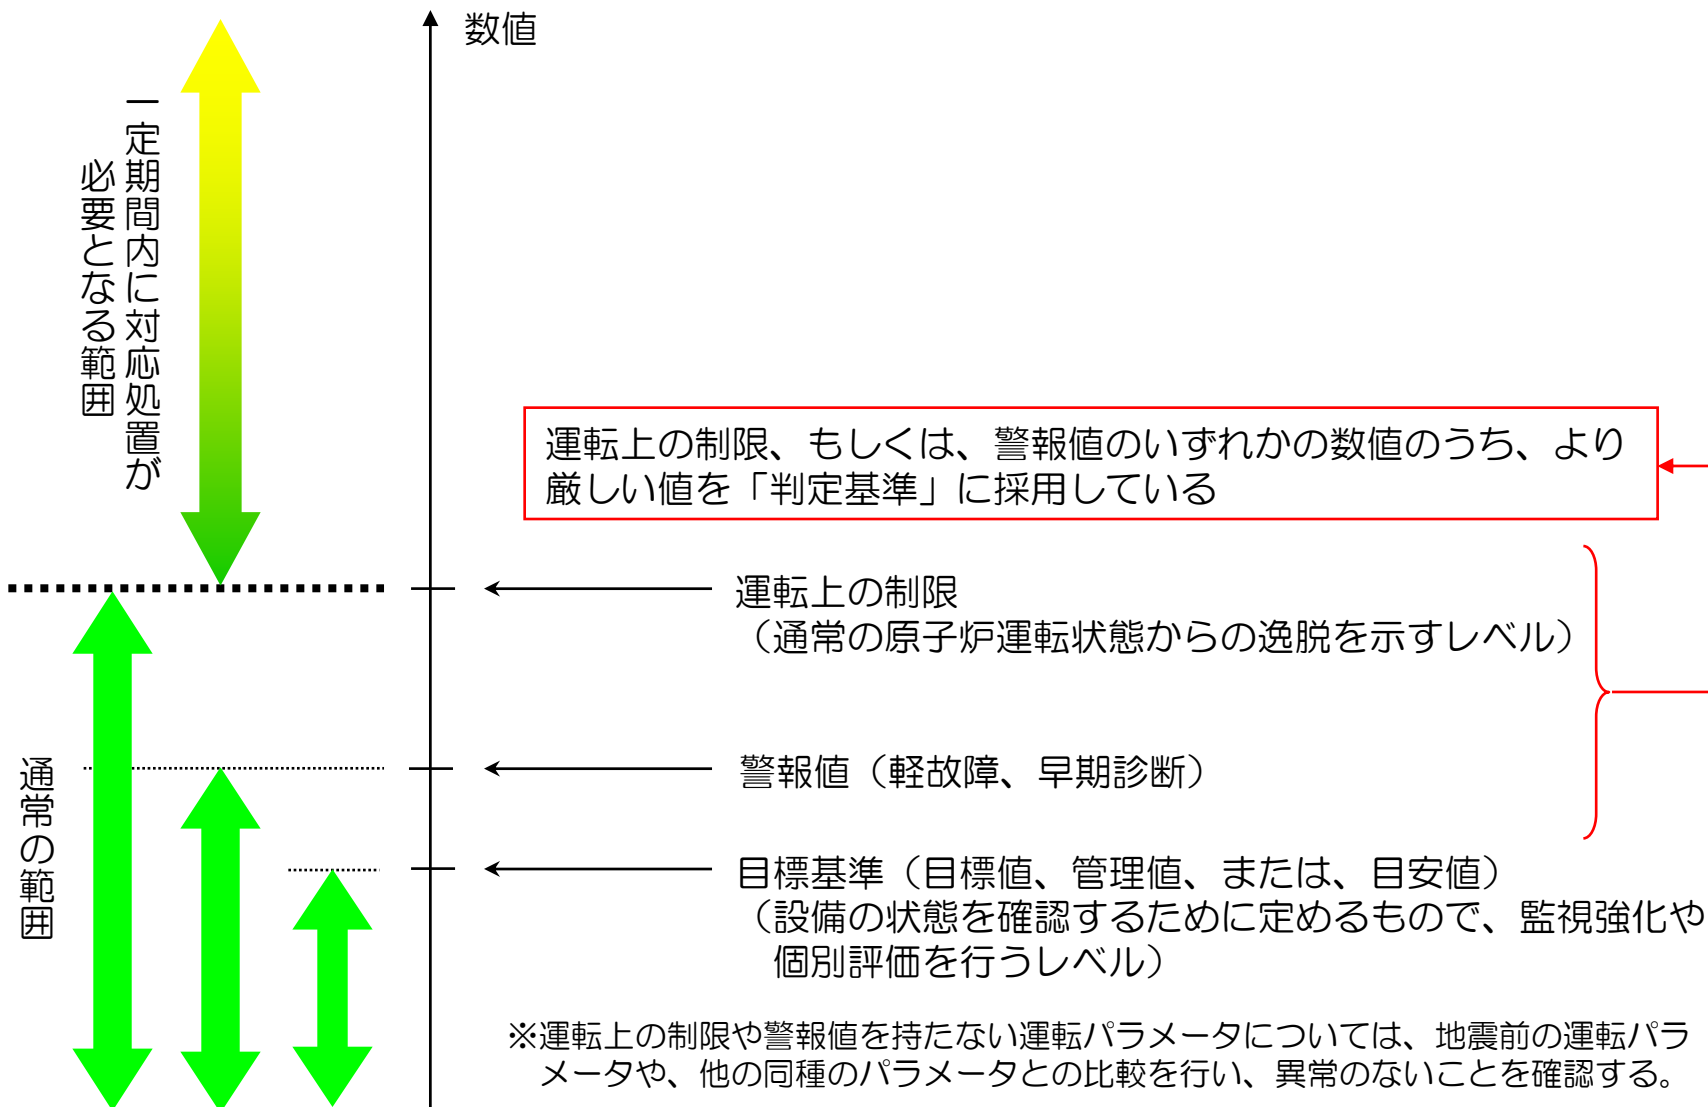 数値
一定期間内に対応処置が
必要となる範囲
運転上の制限、もしくは、警報値のいずれかの数値のうち、より
厳しい値を「判定基準」に採用している
運転上の制限
（通常の原子炉運転状態からの逸脱を示すレベル）
通常の範囲
警報値（軽故障、早期診断）
目標基準（目標値、管理値、または、目安値）
（設備の状態を確認するために定めるもので、監視強化や
個別評価を行うレベル）
※運転上の制限や警報値を持たない運転パラメータについては、地震前の運転パラ
メータや、他の同種のパラメータとの比較を行い、異常のないことを確認する。